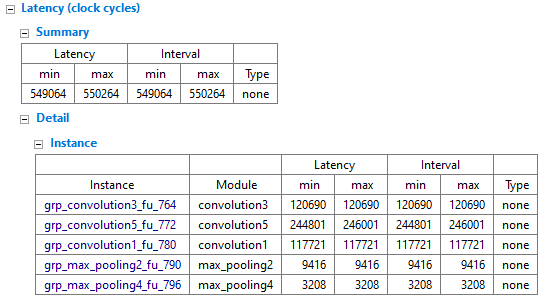 Latency (clock cycles)
Summary
Latency Interval
min max min max Type
549064 550264 549064 550264 none
Detail
Instance
Latency Interval
Instance Module min max min max Type
grp_convolution3_fu_764 convolution3 120690 120690 120690 120690 none
grp_convolution5_fu_772 convolution5 244801 246001 244801 246001 none
grp_convolution1_fu_780 convolution1 117721 117721 117721 117721 none
grp_max_pooling2_fu_790 max_pooling2 9416 9416 9416 9416 none
grp_max_pooling4_fu_796 max_pooling4 3208 3208 3208 3208 none